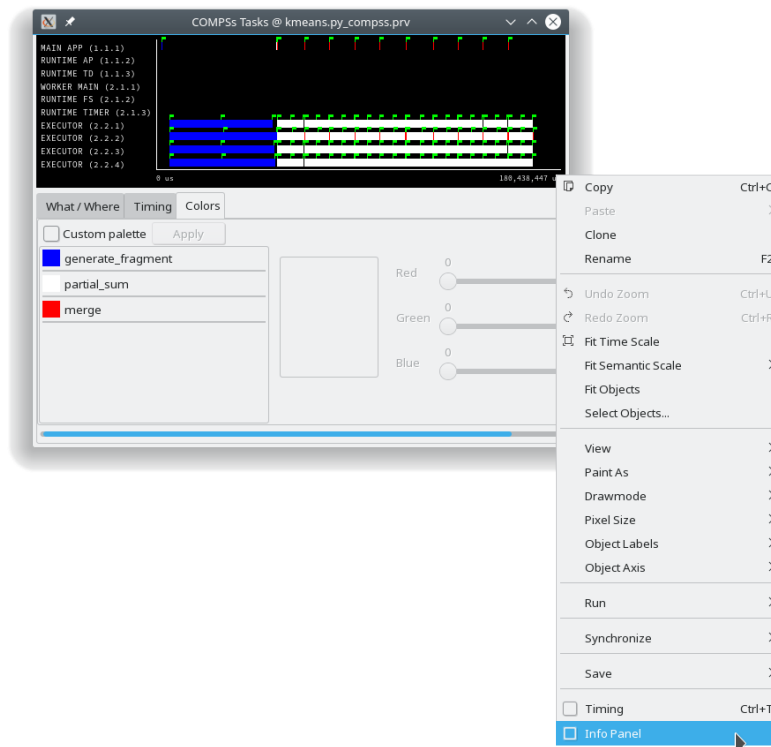 COMPSs Tasks @ kmeans.py_compss.prv
MAIN APP (1.1.1)
RUNTIME AP (1.1.2)
RUNTIME TD (1.1.3)
WORKER MAIN (2.1.1)
RUNTIME FS (2.1.2)
RUNTIME TIMER (2.1.3)
EXECUTOR (2.2.1)
EXECUTOR (2.2.2)
EXECUTOR (2.2.3)
EXECUTOR (2.2.4)
0 us 180,438,447 u
What / Where Timing Colors
Custom palette Apply
generate_fragment
partial_sum
merge
Red 0
Green 0
Blue 0
Copy Ctrl+C
Paste
Clone
Rename F2
Undo Zoom Ctrl+U
Redo Zoom Ctrl+R
Fit Time Scale
Fit Semantic Scale
Fit Objects
Select Objects...
View
Paint As
Drawmode
Pixel Size
Object Labels
Object Axis
Run
Synchronize
Save
Timing Ctrl+T
Info Panel